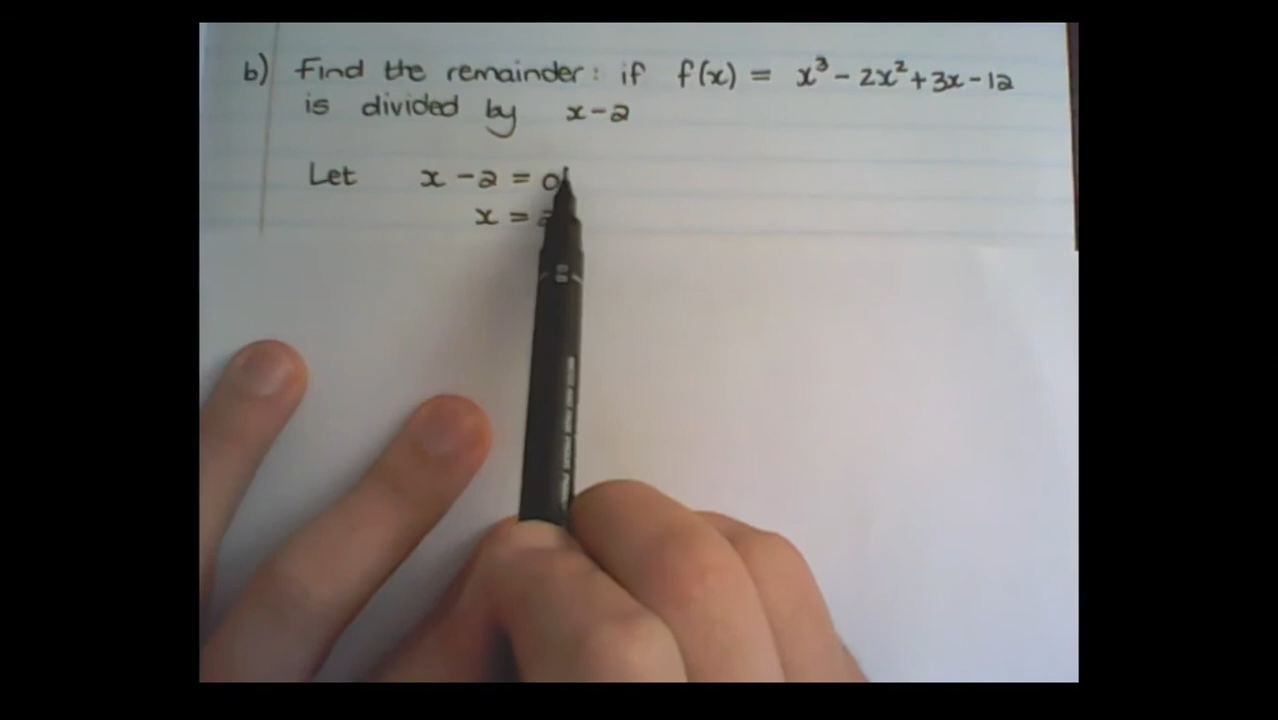 b) Find the remainder: if f(x) = x³ - 2x² + 3x - 12
is divided by x - 2
Let x - 2 = 0
x =